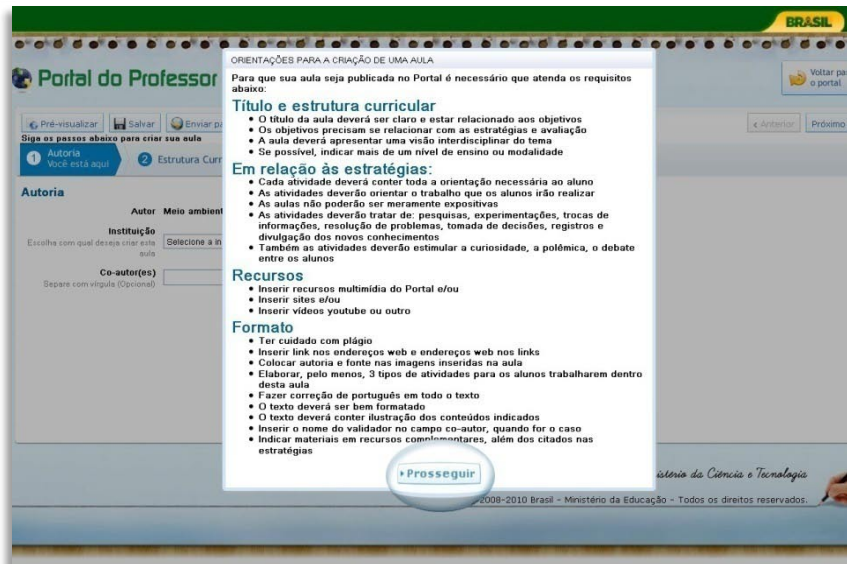 BRASIL
Portal do Professor
Voltar pa
o portal
Pré-visualizar
Salvar
Enviar pa
Anterior
Próximo
Siga os passos abaixo para criar sua aula
1 Autoria
Você está aqui
2 Estrutura Curr
Autoria
Autor Meio ambient
Instituição
Escolha com qual deseja criar esta
aula
Selecione a in
Co-autor(es)
Separe com vírgula (Opcional)
ORIENTAÇÕES PARA A CRIAÇÃO DE UMA AULA
Para que sua aula seja publicada no Portal é necessário que atenda os requisitos
abaixo:
Título e estrutura curricular
• O título da aula deverá ser claro e estar relacionado aos objetivos
• Os objetivos precisam se relacionar com as estratégias e avaliação
• A aula deverá apresentar uma visão interdisciplinar do tema
• Se possível, indicar mais de um nível de ensino ou modalidade
Em relação às estratégias:
• Cada atividade deverá conter toda a orientação necessária ao aluno
• As atividades deverão orientar o trabalho que os alunos irão realizar
• As aulas não poderão ser meramente expositivas
• As atividades deverão tratar de: pesquisas, experimentações, trocas de
informações, resolução de problemas, tomada de decisões, registros e
divulgação dos novos conhecimentos
• Também as atividades deverão estimular a curiosidade, a polêmica, o debate
entre os alunos
Recursos
• Inserir recursos multimídia do Portal e/ou
• Inserir sites e/ou
• Inserir vídeos youtube ou outro
Formato
• Ter cuidado com plágio
• Inserir link nos endereços web e endereços web nos links
• Colocar autoria e fonte nas imagens inseridas na aula
• Elaborar, pelo menos, 3 tipos de atividades para os alunos trabalharem dentro
desta aula
• Fazer correção de português em todo o texto
• O texto deverá ser bem formatado
• O texto deverá conter ilustração dos conteúdos indicados
• Inserir o nome do validador no campo co-autor, quando for o caso
• Indicar materiais em recursos complementares, além dos citados nas
estratégias
Prosseguir
istério da Ciência e Tecnologia
2008-2010 Brasil - Ministério da Educação - Todos os direitos reservados.